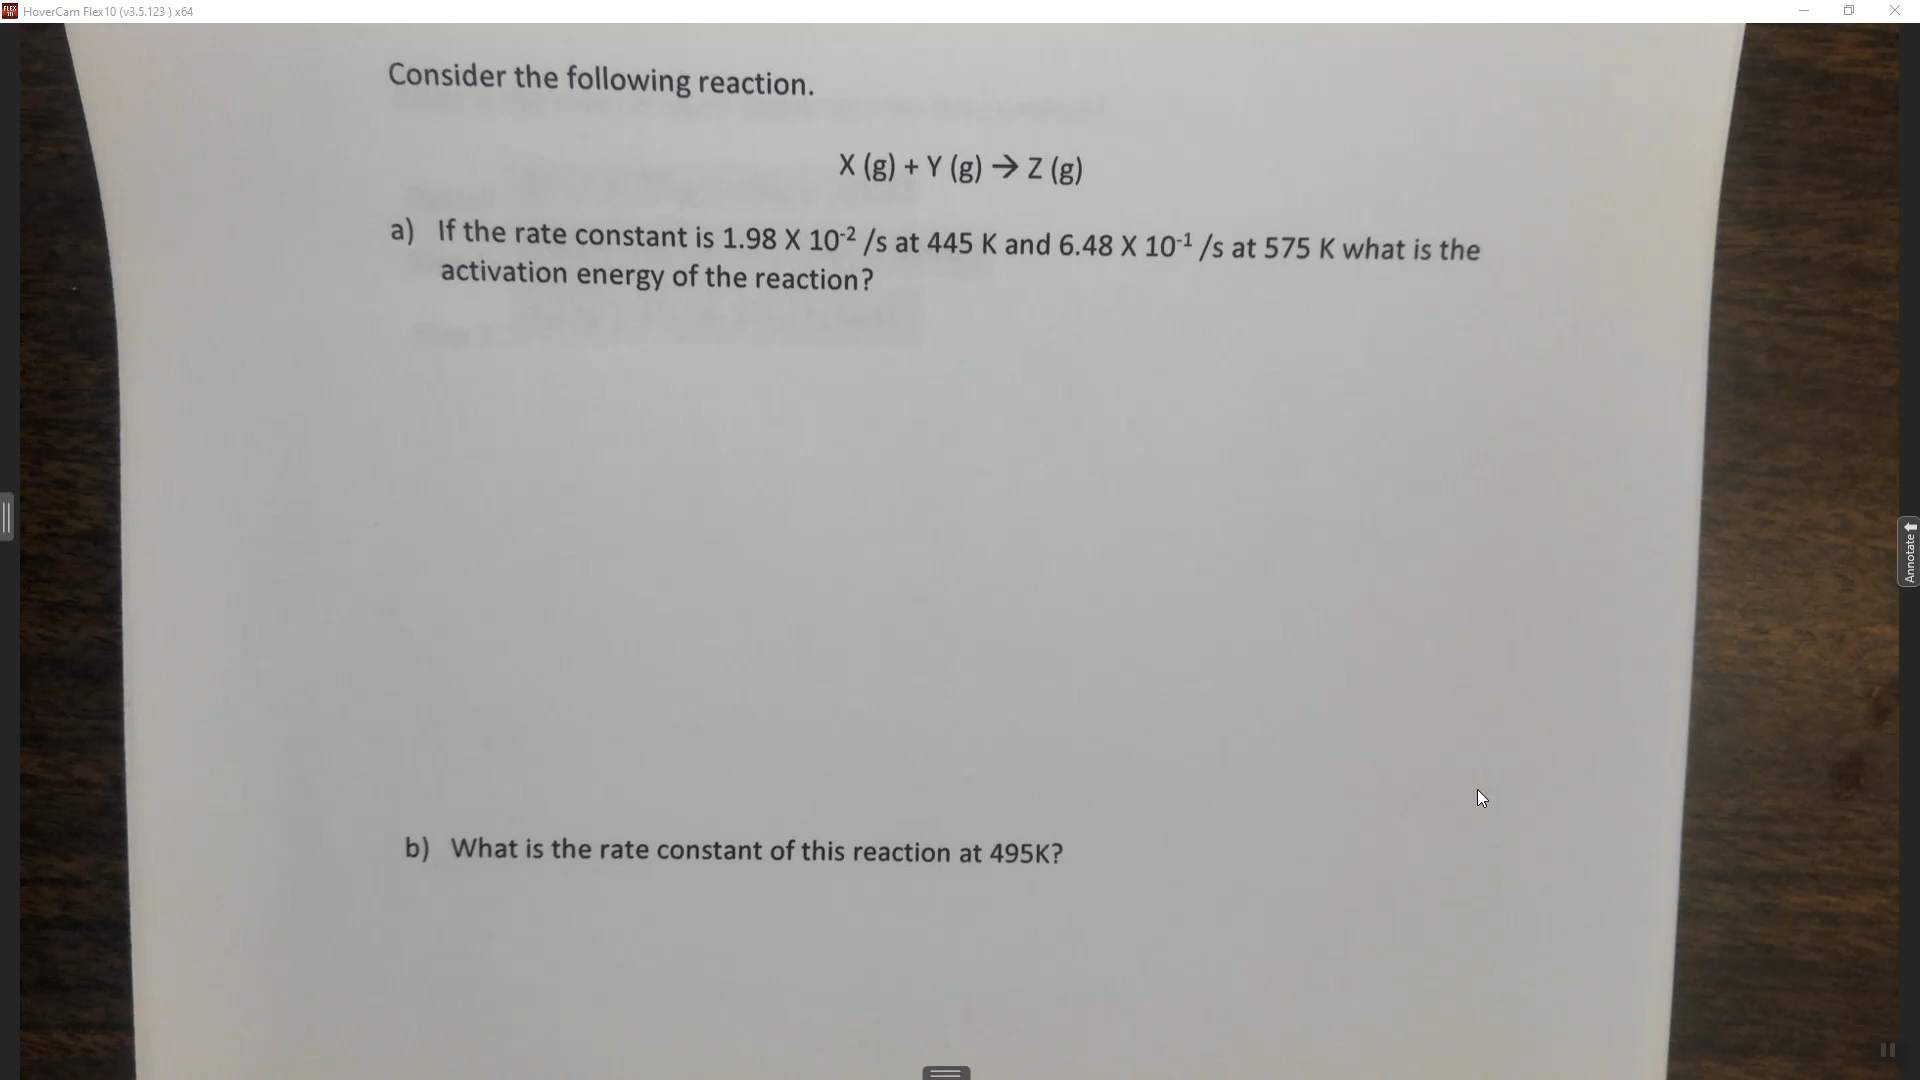 HoverCam Flex10 (v3.5.123 ) x64
Consider the following reaction.
X (g) + Y (g) → Z (g)
a) If the rate constant is 1.98 X 10⁻² /s at 445 K and 6.48 X 10⁻¹ /s at 575 K what is the
activation energy of the reaction?
Annotate
b) What is the rate constant of this reaction at 495K?